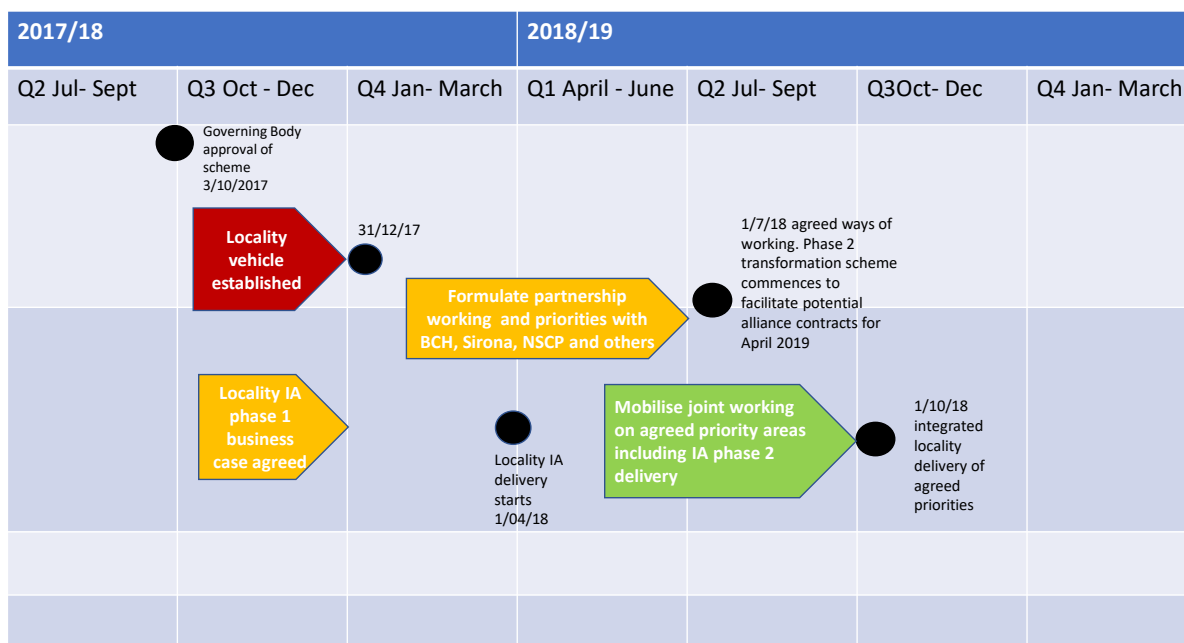 2017/18
2018/19
Q2 Jul- Sept
Q3 Oct - Dec
Q4 Jan- March
Q1 April - June
Q2 Jul- Sept
Q3Oct- Dec
Q4 Jan- March
Governing Body
approval of
scheme
3/10/2017
Locality
vehicle
established
31/12/17
Formulate partnership
working and priorities with
BCH, Sirona, NSCP and others
1/7/18 agreed ways of
working. Phase 2
transformation scheme
commences to
facilitate potential
alliance contracts for
April 2019
Locality IA
phase 1
business
case agreed
Locality IA
delivery
starts
1/04/18
Mobilise joint working
on agreed priority areas
including IA phase 2
delivery
1/10/18
integrated
locality
delivery of
agreed
priorities